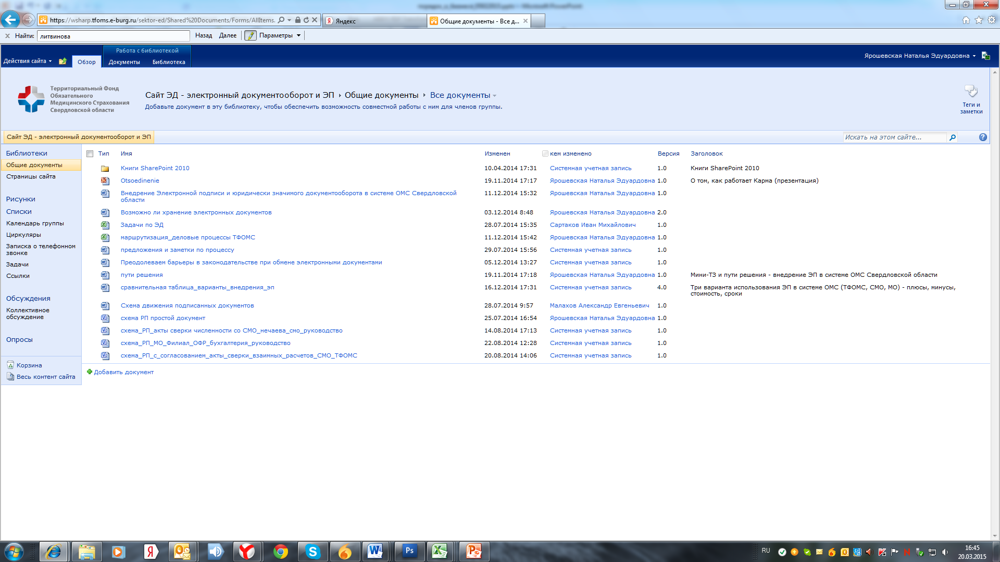 https://wsharp.tfoms.e-burg.ru/sektor-ed/Shared%20Documents/Forms/AllItems.
Яндекс
Общие документы - Все д...
Найти: литвинова Назад Далее Параметры
Работа с библиотекой
Действия сайта Обзор Документы Библиотека
Ярошевская Наталья Эдуардовна
Территориальный Фонд
Обязательного
Медицинского Страхования
Свердловской области
Сайт ЭД - электронный документооборот и ЭП Общие документы Все документы
Добавьте документ в эту библиотеку, чтобы обеспечить возможность совместной работы с ним для членов группы.
Теги и
заметки
Сайт ЭД - электронный документооборот и ЭП
Искать на этом сайте...
Библиотеки
Общие документы
Страницы сайта
Рисунки
Списки
Календарь группы
Циркуляры
Записка о телефонном
звонке
Задачи
Ссылки
Обсуждения
Коллективное
обсуждение
Опросы
Корзина
Весь контент сайта
Тип Имя Изменен кем изменено Версия Заголовок
Книги SharePoint 2010 10.04.2014 17:31 Системная учетная запись 1.0 Книги SharePoint 2010
Otsoedinenie 19.11.2014 17:17 Ярошевская Наталья Эдуардовна 1.0 О том, как работает Карма (презентация)
Внедрение Электронной подписи и юридически значимого документооборота в системе ОМС Свердловской 11.12.2014 15:32 Ярошевская Наталья Эдуардовна 1.0
области
Возможно ли хранение электронных документов 03.12.2014 8:48 Ярошевская Наталья Эдуардовна 2.0
Задачи по ЭД 28.07.2014 15:35 Сартаков Иван Михайлович 1.0
маршрутизация_деловые процессы ТФОМС 11.12.2014 15:42 Ярошевская Наталья Эдуардовна 1.0
предложения и заметки по процессу 29.07.2014 15:56 Системная учетная запись 1.0
Преодолеваем барьеры в законодательстве при обмене электронными документами 05.12.2014 13:27 Системная учетная запись 1.0
пути решения 19.11.2014 17:18 Ярошевская Наталья Эдуардовна 1.0 Мини-ТЗ и пути решения - внедрение ЭП в системе ОМС Свердловской области
сравнительная таблица_варианты_внедрения_эп 16.12.2014 17:31 Системная учетная запись 4.0 Три варианта использования ЭП в системе ОМС (ТФОМС, СМО, МО) - плюсы, минусы,
стоимость, сроки
Схема движения подписанных документов 28.07.2014 9:57 Малахов Александр Евгеньевич 1.0
схема РП простой документ 25.07.2014 16:54 Ярошевская Наталья Эдуардовна 1.0
схема_РП_акты сверки численности со СМО_нечаева_смо_руководство 14.08.2014 17:13 Системная учетная запись 1.0
схема_РП_МО_Филиал_ОФР_бухгалтерия_руководство 22.08.2014 12:28 Системная учетная запись 1.0
схема_РП_с_согласованием_акты_сверки_взаимных_расчетов_СМО_ТФОМС 20.08.2014 14:06 Системная учетная запись 1.0
Добавить документ
RU
16:45
20.03.2015